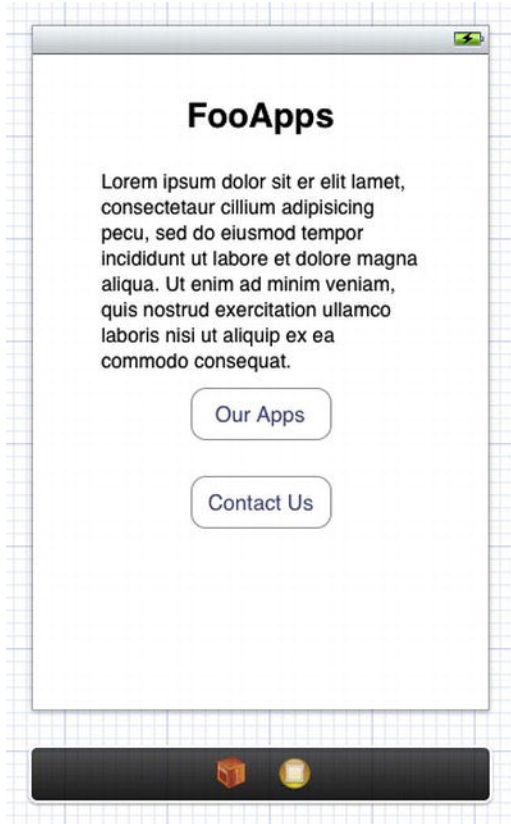 FooApps
Lorem ipsum dolor sit er elit lamet,
consectetaur cillium adipisicing
pecu, sed do eiusmod tempor
incididunt ut labore et dolore magna
aliqua. Ut enim ad minim veniam,
quis nostrud exercitation ullamco
laboris nisi ut aliquip ex ea
commodo consequat.
Our Apps
Contact Us